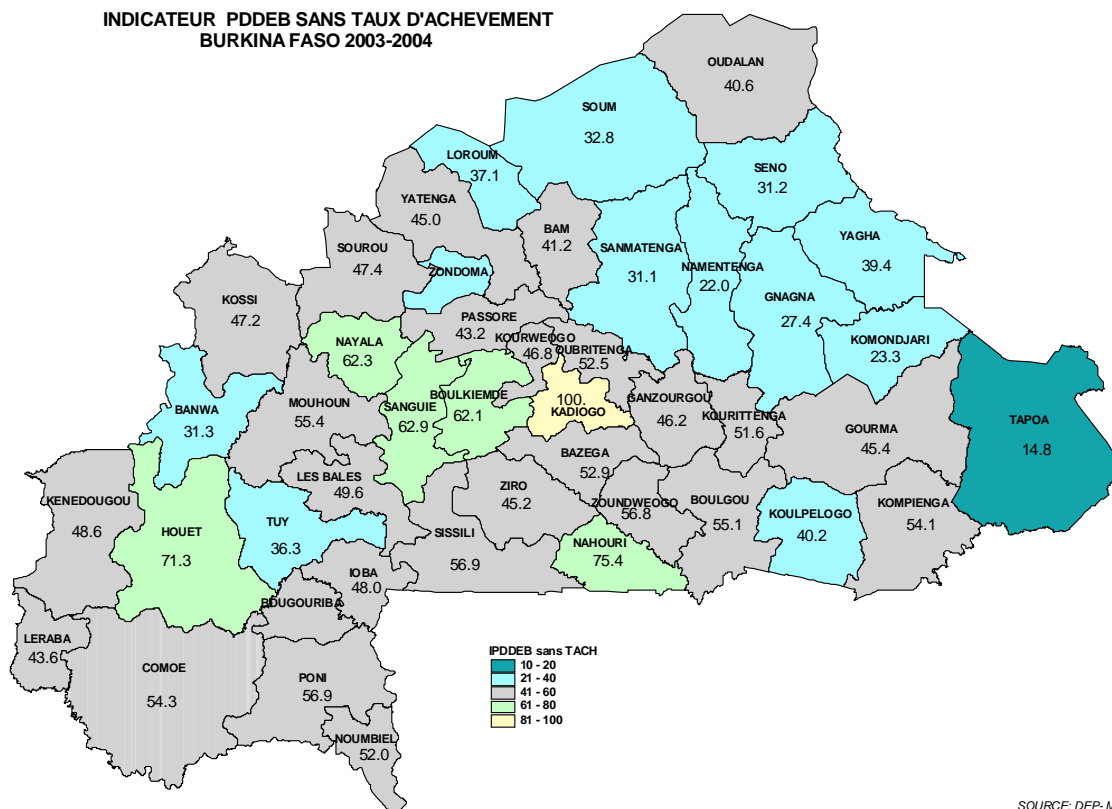 INDICATEUR PDDEB SANS TAUX D'ACHEVEMENT
BURKINA FASO 2003-2004
OUDALAN
40.6
SOUM
32.8
LOROUM
37.1
SENO
31.2
YATENGA
45.0
BAM
41.2
SANMATENGA
31.1
NAMENTENGA
22.0
YAGHA
39.4
SOUROU
47.4
ZONDOMA
GNAGNA
27.4
KOSSI
47.2
PASSORE
43.2
KOMONDJARI
23.3
NAYALA
62.3
KOURWEOGO
46.8
OUBRITENGA
52.5
BANWA
31.3
MOUHOUN
55.4
SANGUIE
62.9
BOULKIEMDE
62.1
100.
KADIOGO
GANZOURGOU
46.2
KOURITTENGA
51.6
GOURMA
45.4
TAPOA
14.8
BAZEGA
52.9
KENEDOUGOU
48.6
LES BALES
49.6
ZIRO
45.2
ZOUNDWEOGO
56.8
BOULGOU
55.1
KOULPELOGO
40.2
KOMPIENGA
54.1
HOUET
71.3
TUY
36.3
SISSILI
56.9
NAHOURI
75.4
IOBA
48.0
BOUGOURIBA
LERABA
43.6
COMOE
54.3
PONI
56.9
NOUMBIEL
52.0
IPDDEB sans TACH
10 - 20
21 - 40
41 - 60
61 - 80
81 - 100
SOURCE: DEP- M